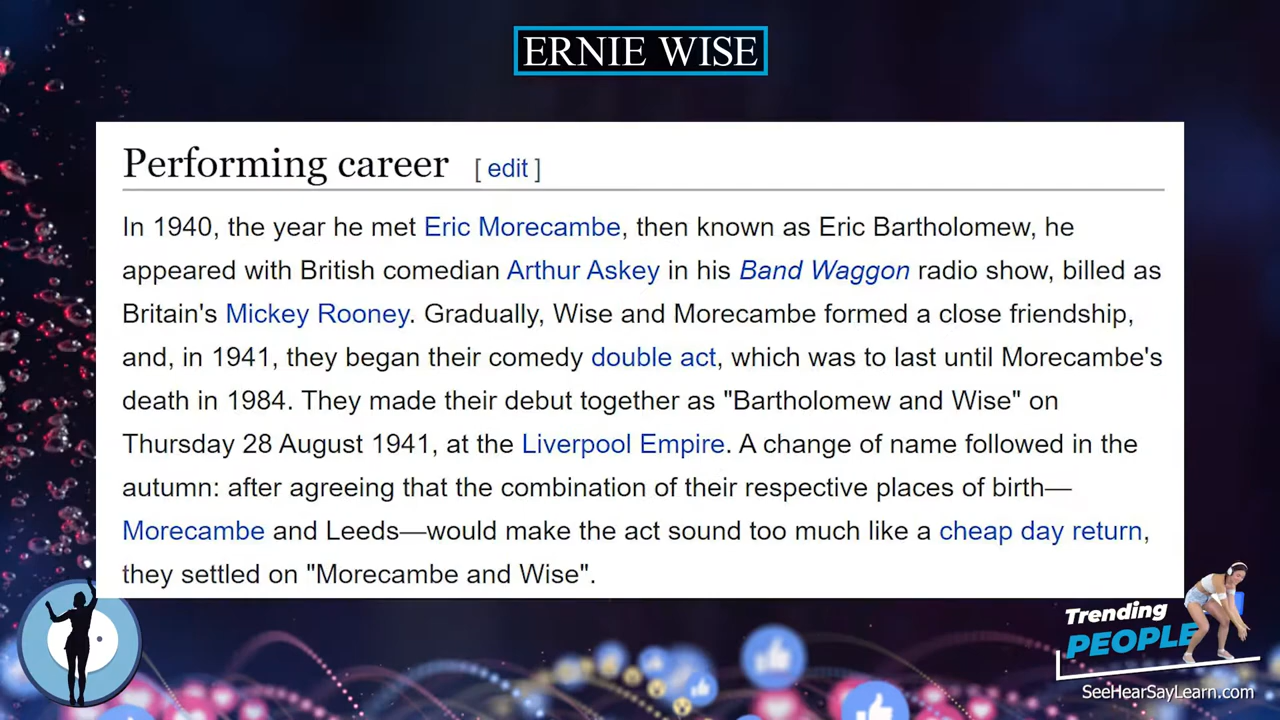 ERNIE WISE
Performing career [ edit ]
In 1940, the year he met Eric Morecambe, then known as Eric Bartholomew, he
appeared with British comedian Arthur Askey in his Band Waggon radio show, billed as
Britain's Mickey Rooney. Gradually, Wise and Morecambe formed a close friendship,
and, in 1941, they began their comedy double act, which was to last until Morecambe's
death in 1984. They made their debut together as "Bartholomew and Wise" on
Thursday 28 August 1941, at the Liverpool Empire. A change of name followed in the
autumn: after agreeing that the combination of their respective places of birth—
Morecambe and Leeds—would make the act sound too much like a cheap day return,
they settled on "Morecambe and Wise".
Trending
PEOPLE
SeeHearSayLearn.com